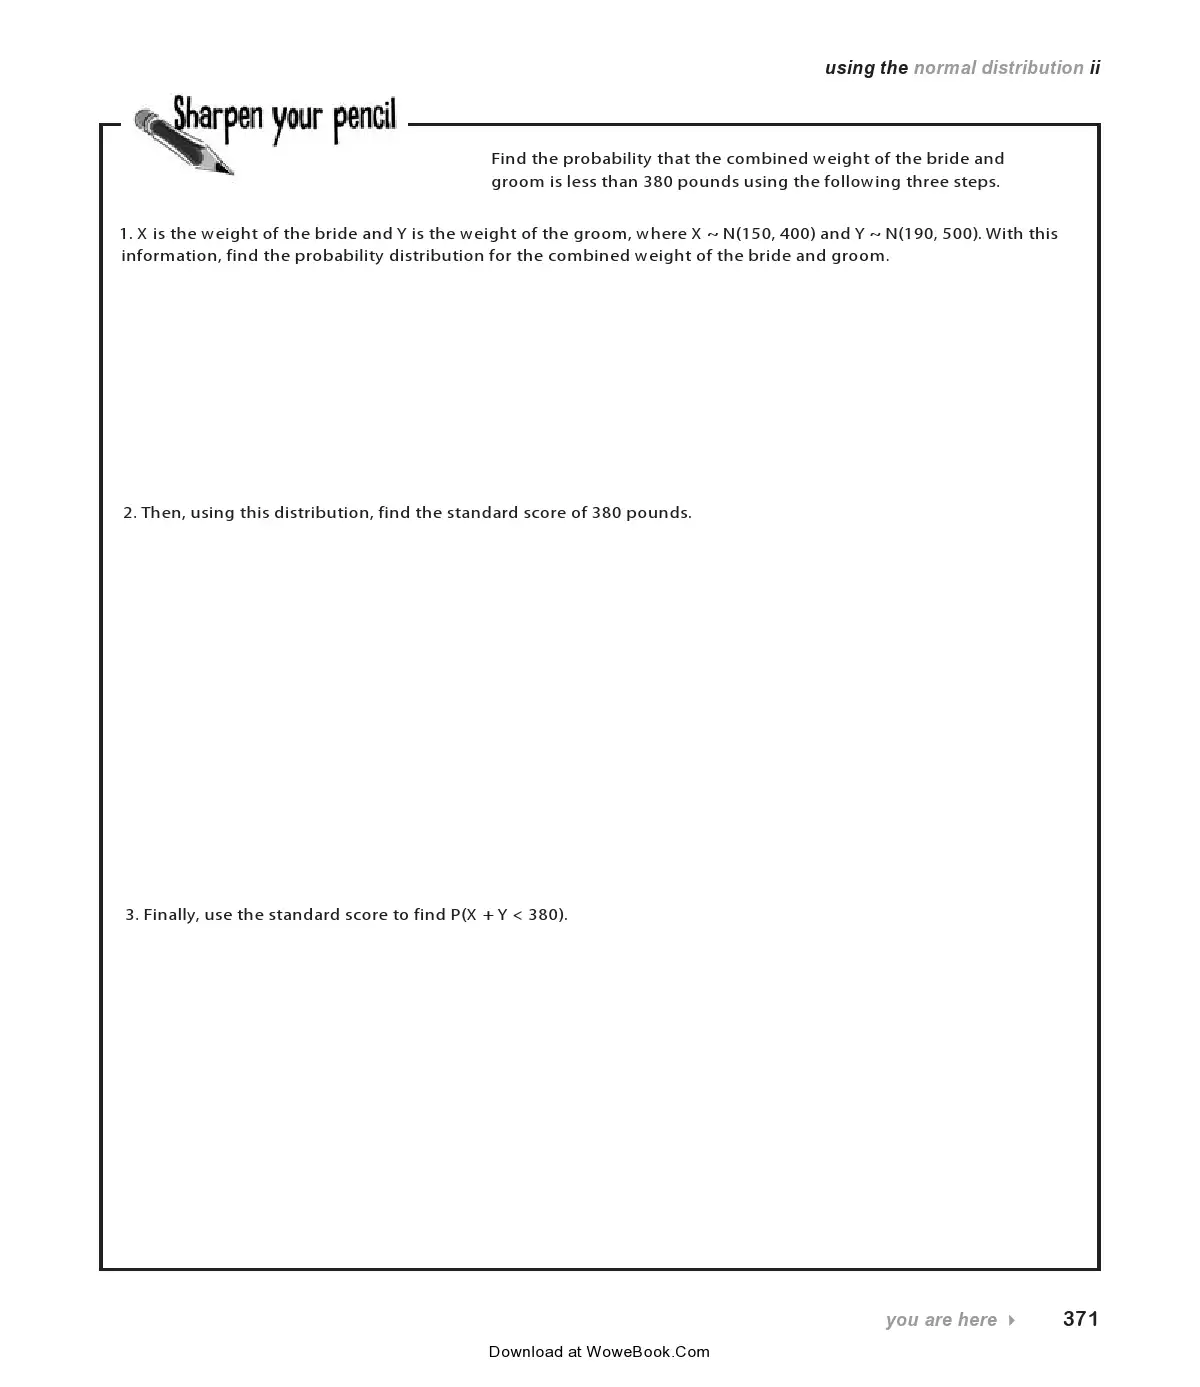 using the normal distribution ii
Sharpen your pencil
Find the probability that the combined weight of the bride and
groom is less than 380 pounds using the following three steps.
1. X is the weight of the bride and Y is the weight of the groom, where X ~ N(150, 400) and Y ~ N(190, 500). With this
information, find the probability distribution for the combined weight of the bride and groom.
2. Then, using this distribution, find the standard score of 380 pounds.
3. Finally, use the standard score to find P(X + Y < 380).
you are here ▸ 371
Download at WoweBook.Com